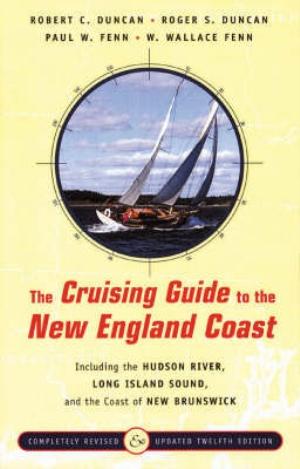 ROBERT C. DUNCAN • ROGER S. DUNCAN
PAUL W. FENN • W. WALLACE FENN
The Cruising Guide to the
New England Coast
Including the HUDSON RIVER,
LONG ISLAND SOUND,
and the Coast of NEW BRUNSWICK
COMPLETELY REVISED & UPDATED TWELFTH EDITION